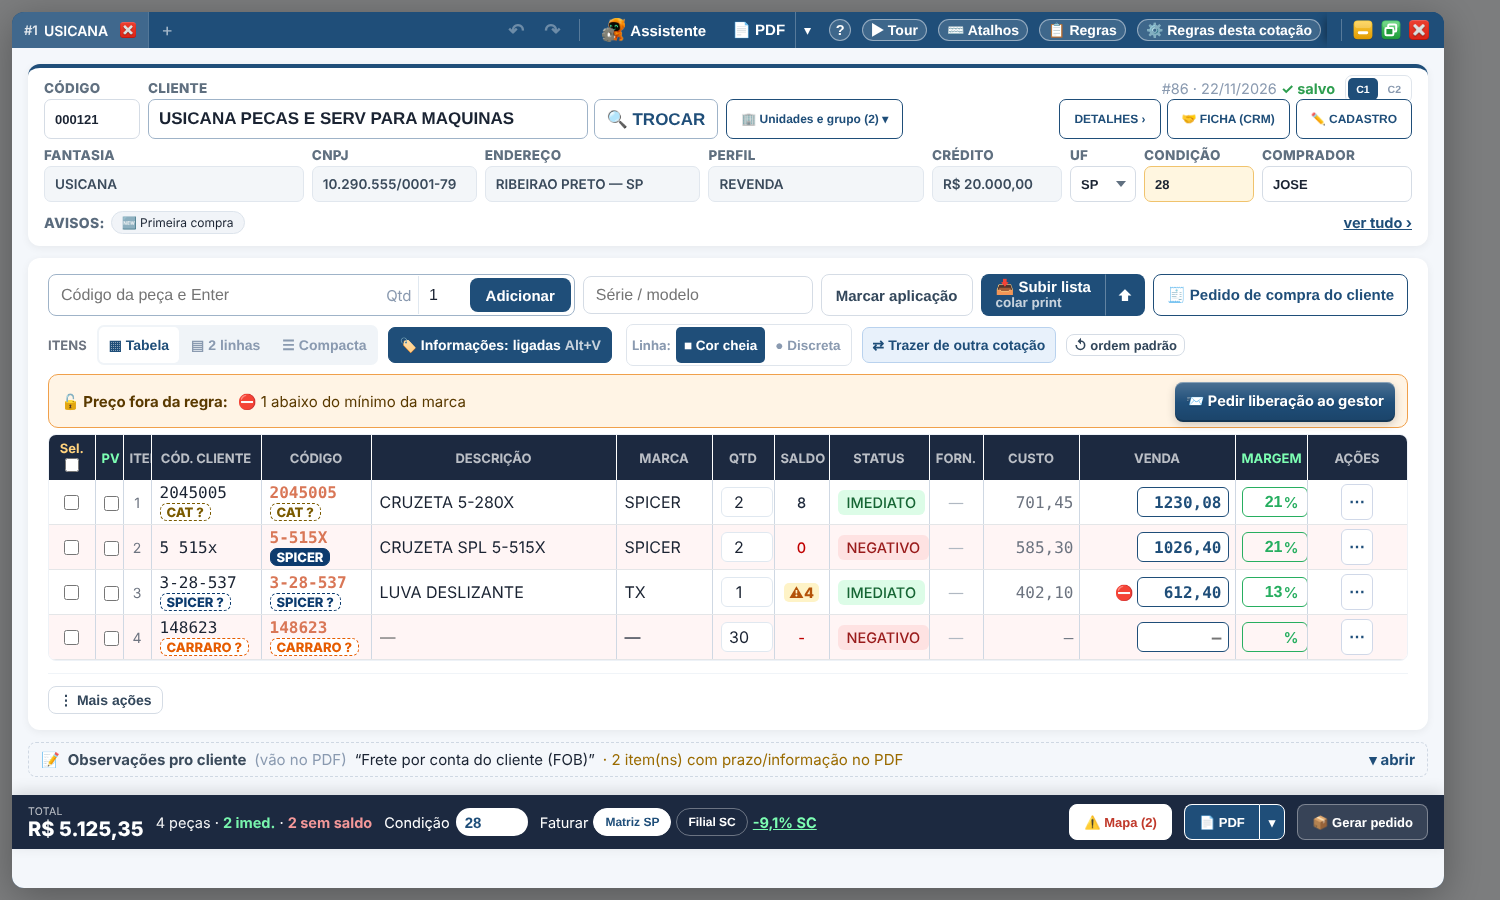 #1 USICANA +
Assistente PDF ▾ ? ▶ Tour Atalhos Regras Regras desta cotação
CÓDIGO CLIENTE #86 · 22/11/2026 ✓ salvo C1 C2
000121 USICANA PECAS E SERV PARA MAQUINAS TROCAR Unidades e grupo (2) ▾ DETALHES › FICHA (CRM) CADASTRO
FANTASIA CNPJ ENDEREÇO PERFIL CRÉDITO UF CONDIÇÃO COMPRADOR
USICANA 10.290.555/0001-79 RIBEIRAO PRETO — SP REVENDA R$ 20.000,00 SP 28 JOSE
AVISOS: Primeira compra ver tudo ›
Código da peça e Enter Qtd 1 Adicionar Série / modelo Marcar aplicação Subir lista Pedido de compra do cliente
colar print
ITENS Tabela 2 linhas Compacta Informações: ligadas Alt+V Linha: ■ Cor cheia ● Discreta ⇄ Trazer de outra cotação ↺ ordem padrão
Preço fora da regra: ⛔ 1 abaixo do mínimo da marca Pedir liberação ao gestor
Sel. PV ITE CÓD. CLIENTE CÓDIGO DESCRIÇÃO MARCA QTD SALDO STATUS FORN. CUSTO VENDA MARGEM AÇÕES
1 2045005 2045005 CRUZETA 5-280X SPICER 2 8 IMEDIATO — 701,45 1230,08 21% ···
CAT ? CAT ?
2 5 515x 5-515X CRUZETA SPL 5-515X SPICER 2 0 NEGATIVO — 585,30 1026,40 21% ···
SPICER
3 3-28-537 3-28-537 LUVA DESLIZANTE TX 1 ⚠4 IMEDIATO — 402,10 ⛔ 612,40 13% ···
SPICER ? SPICER ?
4 148623 148623 — — 30 - NEGATIVO — – – % ···
CARRARO ? CARRARO ?
⋮ Mais ações
Observações pro cliente (vão no PDF) “Frete por conta do cliente (FOB)” · 2 item(ns) com prazo/informação no PDF ▾ abrir
TOTAL
R$ 5.125,35 4 peças · 2 imed. · 2 sem saldo Condição 28 Faturar Matriz SP Filial SC -9,1% SC Mapa (2) PDF ▾ Gerar pedido